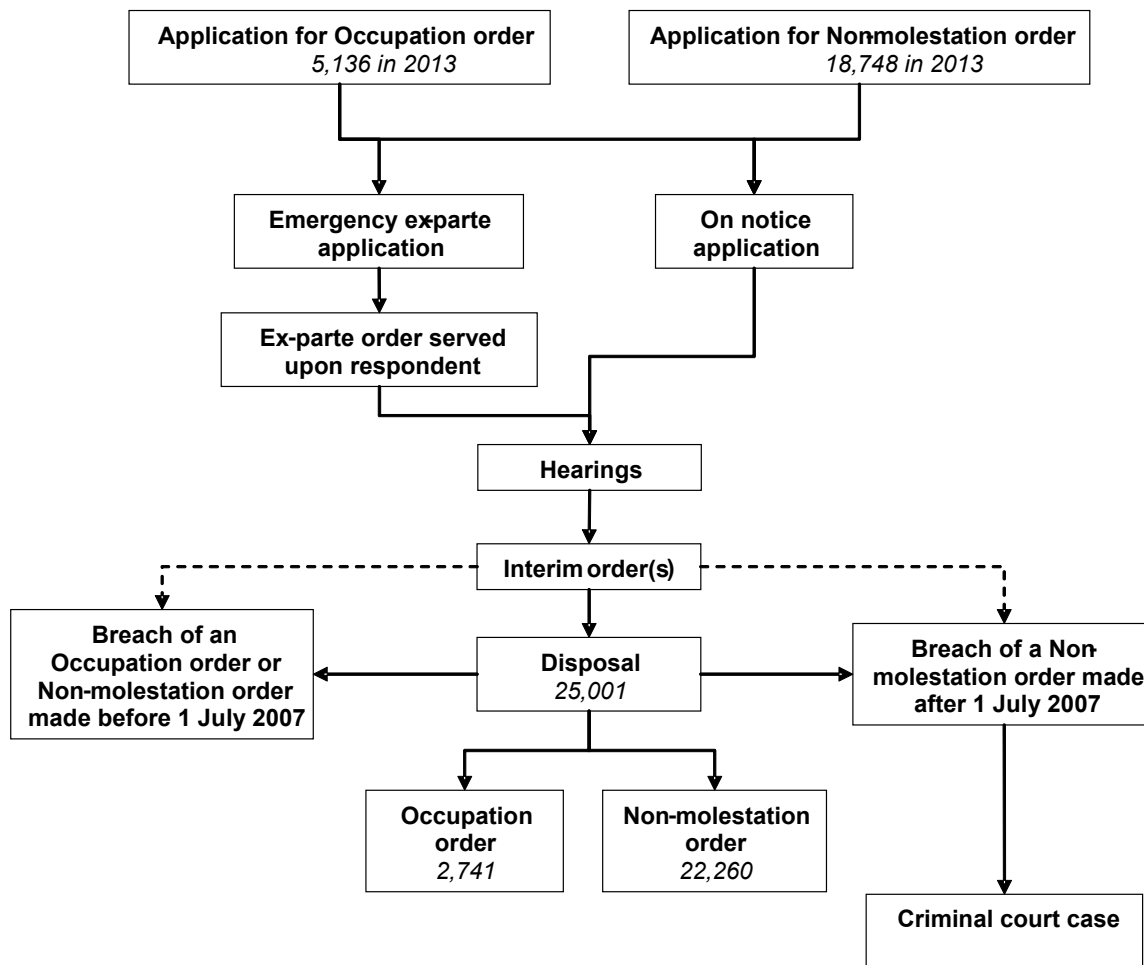 Application for Occupation order
5,136 in 2013
Application for Non-molestation order
18,748 in 2013
Emergency ex-parte
application
On notice
application
Ex-parte order served
upon respondent
Hearings
Interim order(s)
Breach of an
Occupation order or
Non-molestation order
made before 1 July 2007
Disposal
25,001
Breach of a Non-
molestation order made
after 1 July 2007
Occupation
order
2,741
Non-molestation
order
22,260
Criminal court case